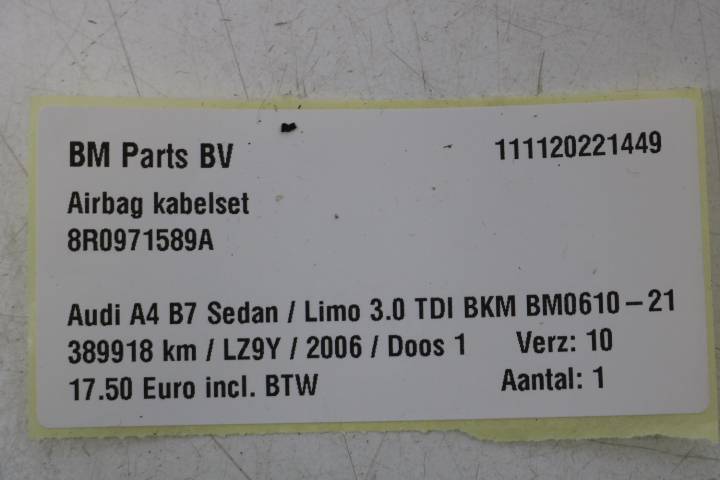 BM Parts BV 111120221449
Airbag kabelset
8R0971589A
Audi A4 B7 Sedan / Limo 3.0 TDI BKM BM0610-21
389918 km / LZ9Y / 2006 / Doos 1 Verz: 10
17.50 Euro incl. BTW Aantal: 1